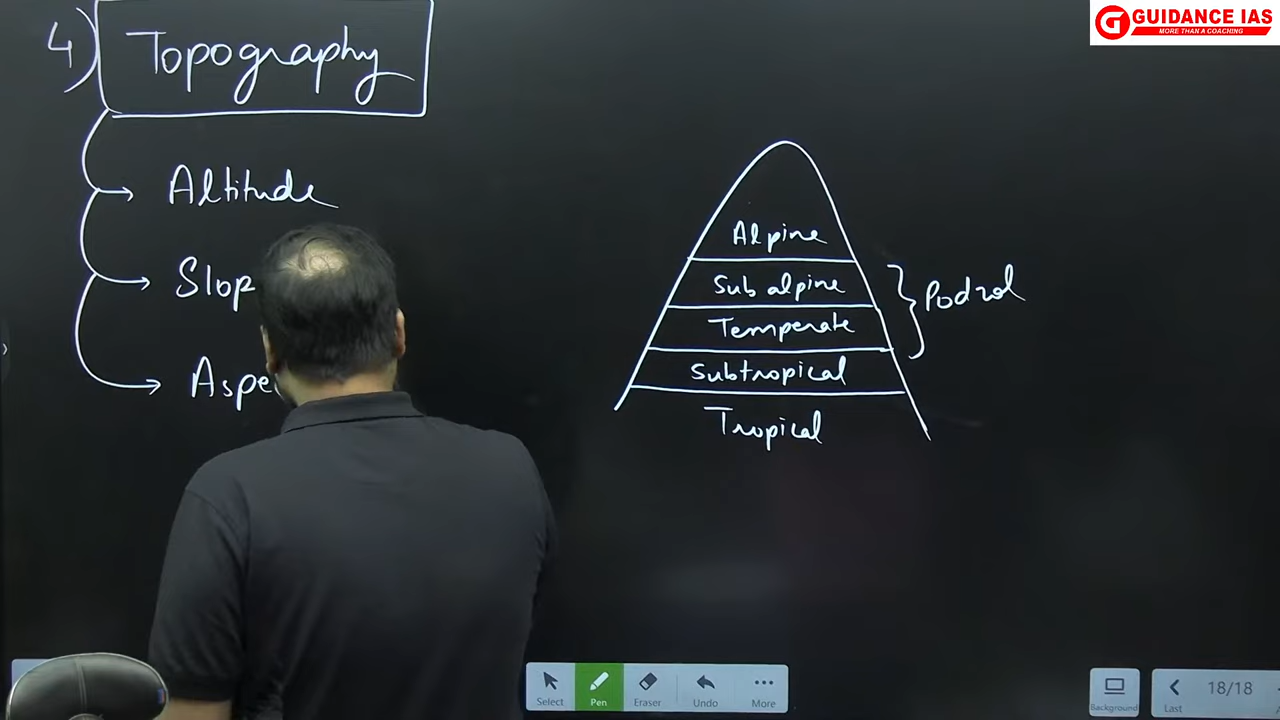 GUIDANCE IAS
MORE THAN A COACHING
4) Topography
Altitude
Slop
Aspe
Alpine
Sub alpine
Temperate
Subtropical
Tropical
Podzol
Select
Pen
Eraser
Undo
More
Background
18/18
Last